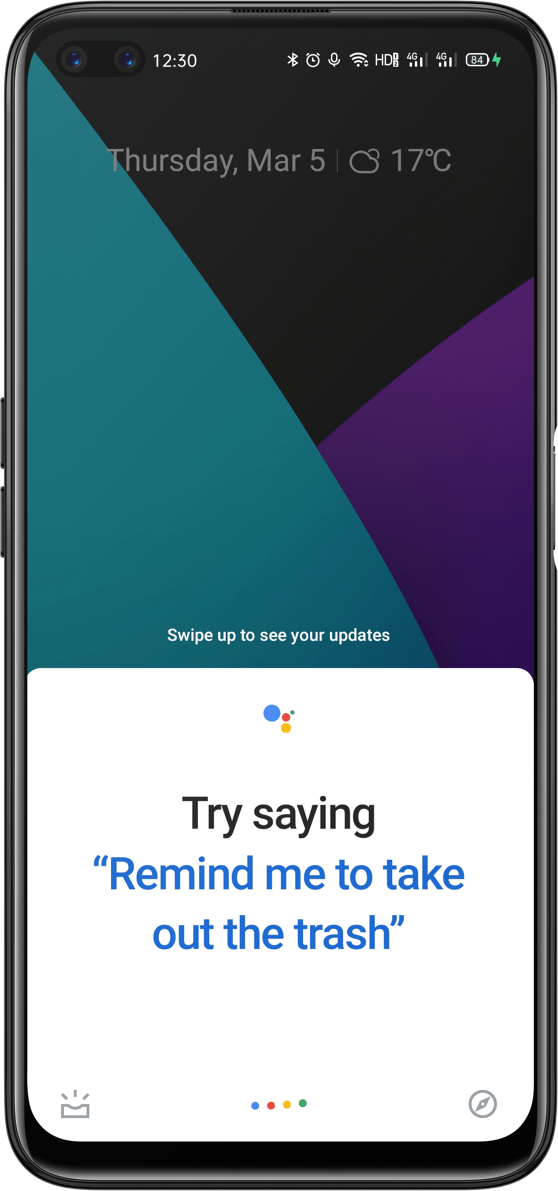 12:30 HD 4G 4G 84
Thursday, Mar 5 17°C
Swipe up to see your updates
Try saying
“Remind me to take
out the trash”